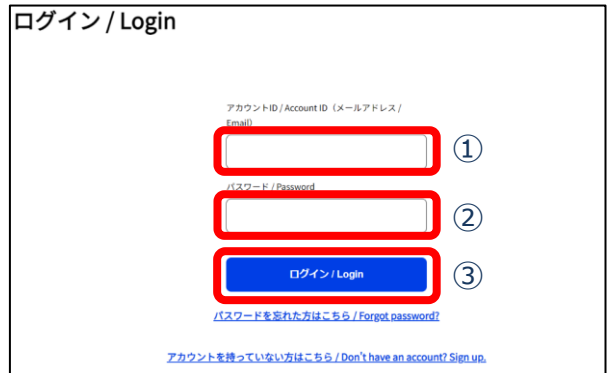 ログイン / Login
アカウントID / Account ID（メールアドレス /
Email）
①
パスワード / Password
②
ログイン / Login
③
パスワードを忘れた方はこちら / Forgot password?
アカウントを持っていない方はこちら / Don't have an account? Sign up.